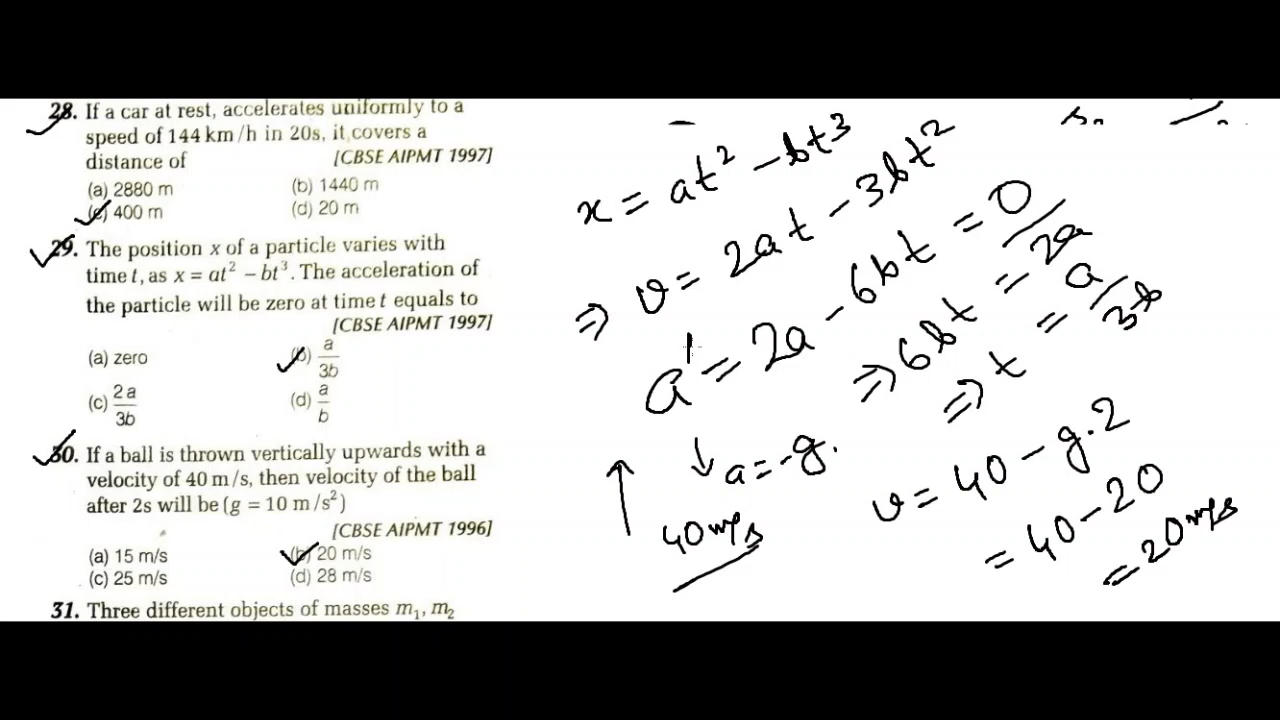 28. If a car at rest, accelerates uniformly to a
speed of 144 km/h in 20s, it covers a
distance of [CBSE AIPMT 1997]
(a) 2880 m (b) 1440 m
(c) 400 m (d) 20 m
29. The position x of a particle varies with
time t, as x = at² − bt³. The acceleration of
the particle will be zero at time t equals to
[CBSE AIPMT 1997]
(a) zero (b) a/3b
(c) 2a/3b (d) a/b
30. If a ball is thrown vertically upwards with a
velocity of 40 m/s, then velocity of the ball
after 2s will be (g = 10 m/s²)
[CBSE AIPMT 1996]
(a) 15 m/s (b) 20 m/s
(c) 25 m/s (d) 28 m/s
31. Three different objects of masses m₁, m₂
x = at² − bt³
⇒ v = 2at − 3bt²
a' = 2a − 6bt = 0
⇒ 6bt = 2a
⇒ t = a/3b
↑ ↓ a = -g.
40 m/s
v = 40 − g.2
= 40 − 20
= 20 m/s